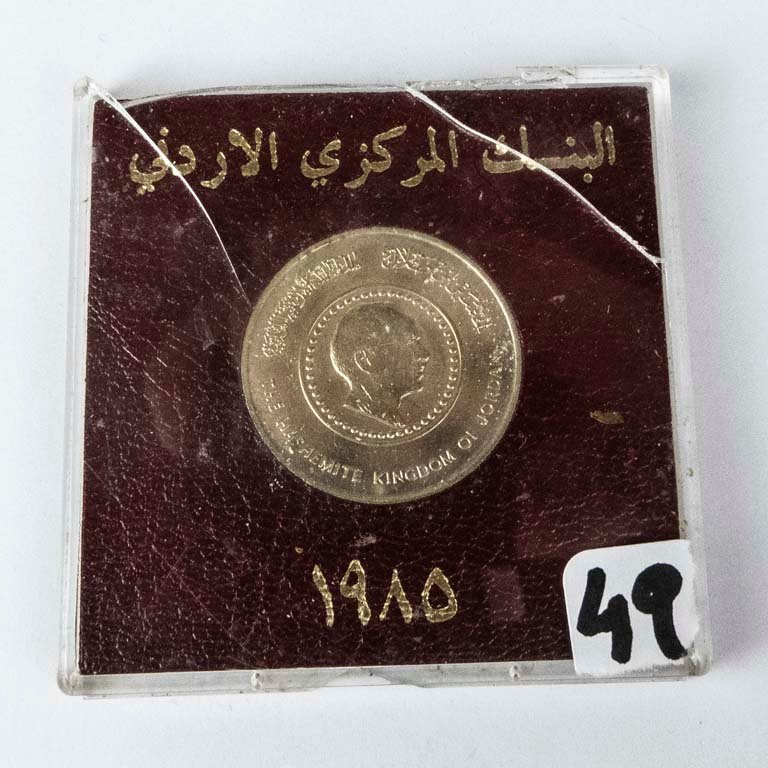 البنك المركزي الاردني
THE HASHEMITE KINGDOM OF JORDAN
١٩٨٥
49